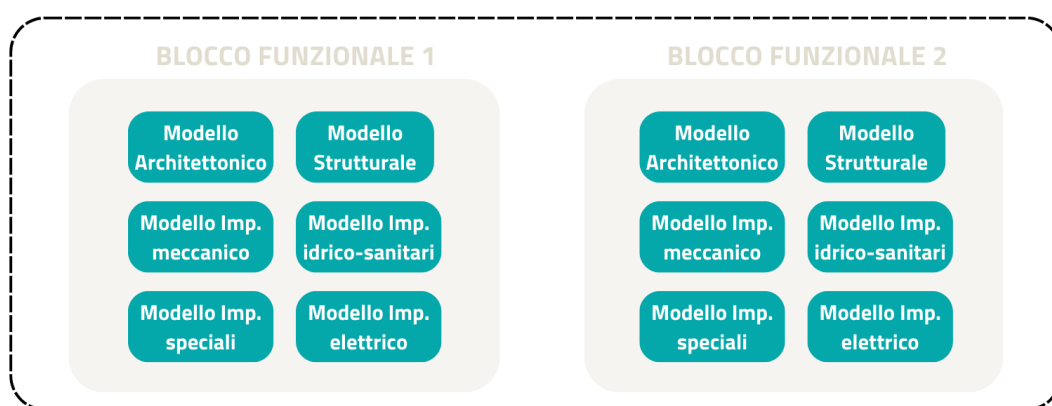 BLOCCO FUNZIONALE 1
Modello
Architettonico
Modello
Strutturale
Modello Imp.
meccanico
Modello Imp.
idrico-sanitari
Modello Imp.
speciali
Modello Imp.
elettrico
BLOCCO FUNZIONALE 2
Modello
Architettonico
Modello
Strutturale
Modello Imp.
meccanico
Modello Imp.
idrico-sanitari
Modello Imp.
speciali
Modello Imp.
elettrico